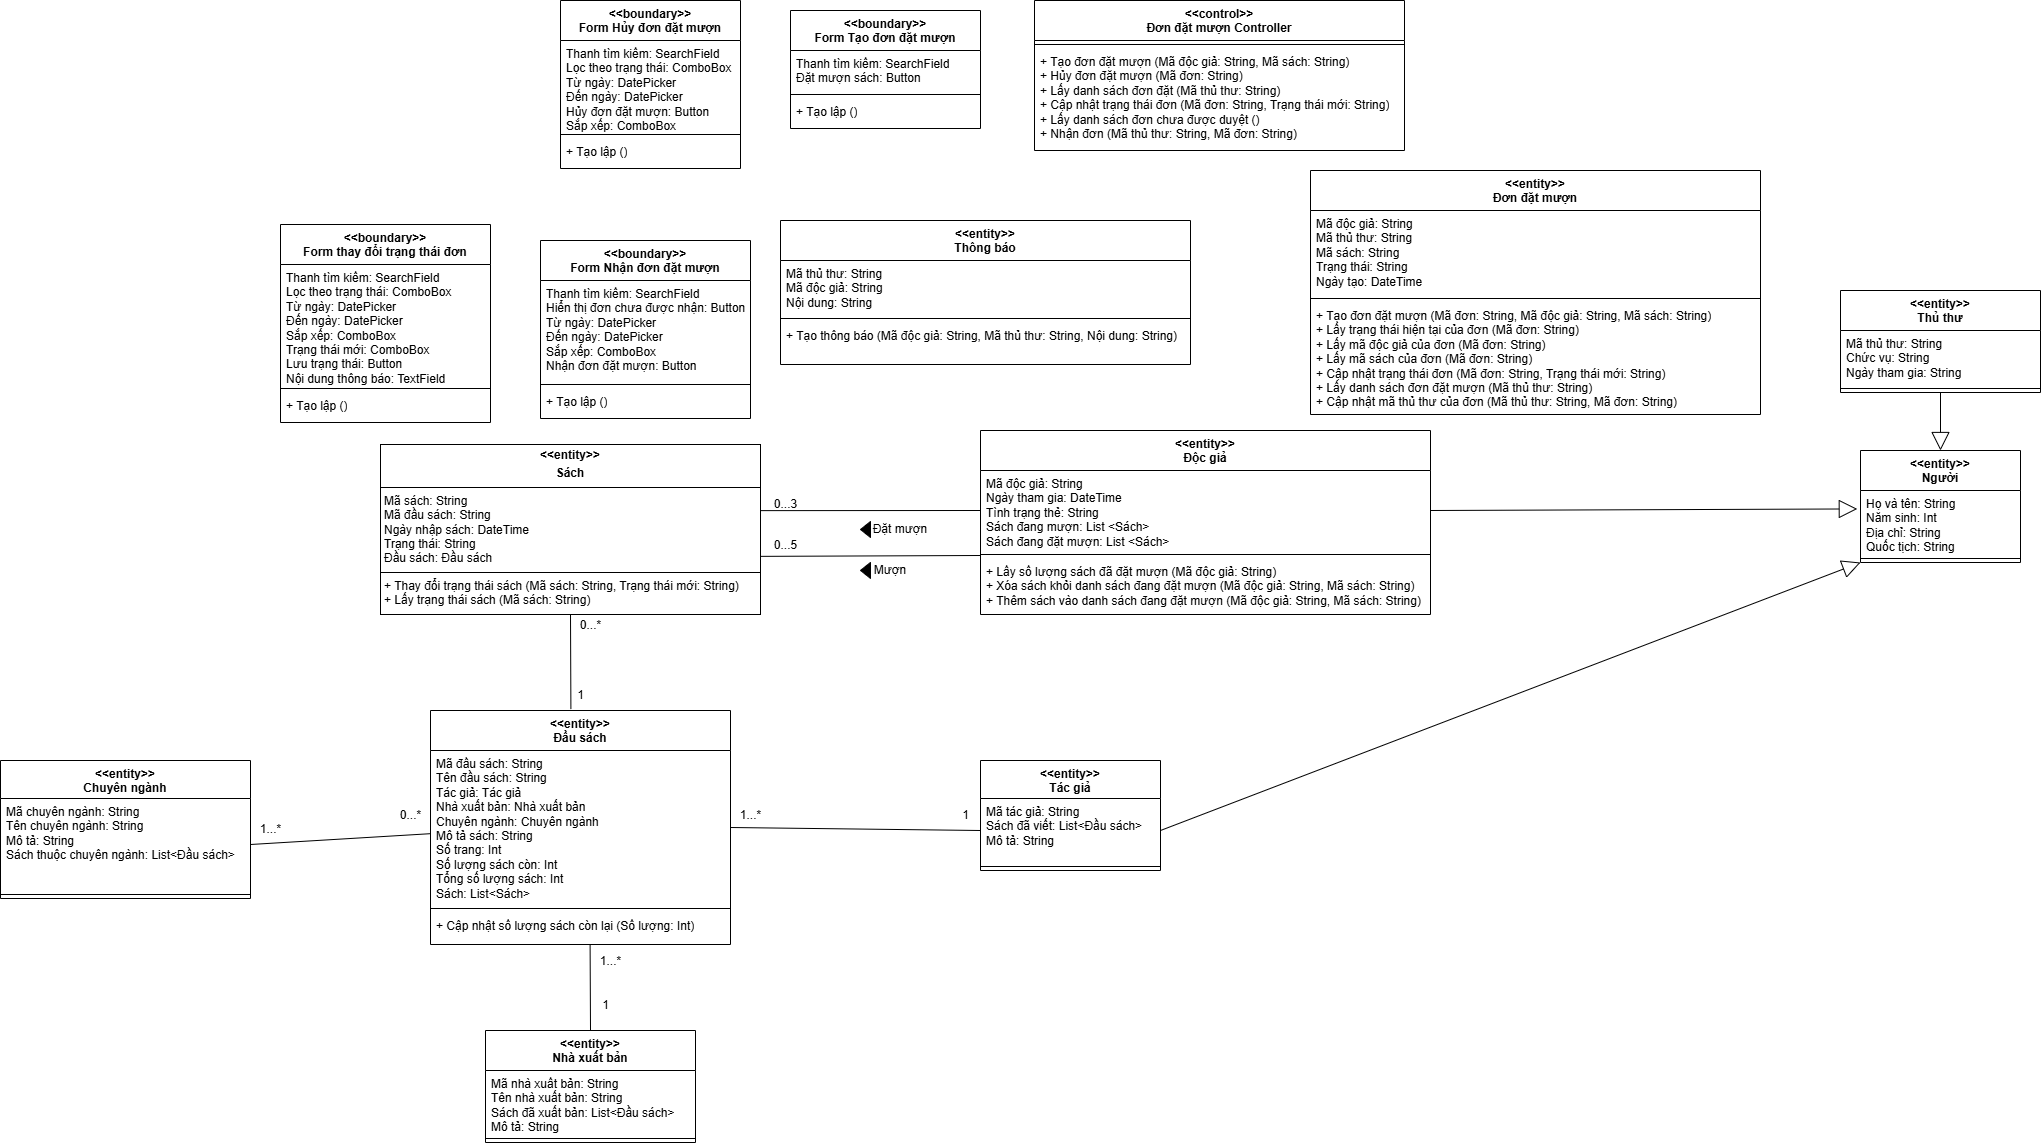 <<boundary>>
Form Hủy đơn đặt mượn
Thanh tìm kiếm: SearchField
Lọc theo trạng thái: ComboBox
Từ ngày: DatePicker
Đến ngày: DatePicker
Hủy đơn đặt mượn: Button
Sắp xếp: ComboBox
+ Tạo lập ()
<<boundary>>
Form Tạo đơn đặt mượn
Thanh tìm kiếm: SearchField
Đặt mượn sách: Button
+ Tạo lập ()
<<control>>
Đơn đặt mượn Controller
+ Tạo đơn đặt mượn (Mã độc giả: String, Mã sách: String)
+ Hủy đơn đặt mượn (Mã đơn: String)
+ Lấy danh sách đơn đặt (Mã thủ thư: String)
+ Cập nhật trạng thái đơn (Mã đơn: String, Trạng thái mới: String)
+ Lấy danh sách đơn chưa được duyệt ()
+ Nhận đơn (Mã thủ thư: String, Mã đơn: String)
<<boundary>>
Form thay đổi trạng thái đơn
Thanh tìm kiếm: SearchField
Lọc theo trạng thái: ComboBox
Từ ngày: DatePicker
Đến ngày: DatePicker
Sắp xếp: ComboBox
Trạng thái mới: ComboBox
Lưu trạng thái: Button
Nội dung thông báo: TextField
+ Tạo lập ()
<<boundary>>
Form Nhận đơn đặt mượn
Thanh tìm kiếm: SearchField
Hiển thị đơn chưa được nhận: Button
Từ ngày: DatePicker
Đến ngày: DatePicker
Sắp xếp: ComboBox
Nhận đơn đặt mượn: Button
+ Tạo lập ()
<<entity>>
Thông báo
Mã thủ thư: String
Mã độc giả: String
Nội dung: String
+ Tạo thông báo (Mã độc giả: String, Mã thủ thư: String, Nội dung: String)
<<entity>>
Đơn đặt mượn
Mã độc giả: String
Mã thủ thư: String
Mã sách: String
Trạng thái: String
Ngày tạo: DateTime
+ Tạo đơn đặt mượn (Mã đơn: String, Mã độc giả: String, Mã sách: String)
+ Lấy trạng thái hiện tại của đơn (Mã đơn: String)
+ Lấy mã độc giả của đơn (Mã đơn: String)
+ Lấy mã sách của đơn (Mã đơn: String)
+ Cập nhật trạng thái đơn (Mã đơn: String, Trạng thái mới: String)
+ Lấy danh sách đơn đặt mượn (Mã thủ thư: String)
+ Cập nhật mã thủ thư của đơn (Mã thủ thư: String, Mã đơn: String)
<<entity>>
Thủ thư
Mã thủ thư: String
Chức vụ: String
Ngày tham gia: String
<<entity>>
Sách
Mã sách: String
Mã đầu sách: String
Ngày nhập sách: DateTime
Trạng thái: String
Đầu sách: Đầu sách
+ Thay đổi trạng thái sách (Mã sách: String, Trạng thái mới: String)
+ Lấy trạng thái sách (Mã sách: String)
0...3
Đặt mượn
0...5
Mượn
<<entity>>
Độc giả
Mã độc giả: String
Ngày tham gia: DateTime
Tình trạng thẻ: String
Sách đang mượn: List <Sách>
Sách đang đặt mượn: List <Sách>
+ Lấy số lượng sách đã đặt mượn (Mã độc giả: String)
+ Xóa sách khỏi danh sách đang đặt mượn (Mã độc giả: String, Mã sách: String)
+ Thêm sách vào danh sách đang đặt mượn (Mã độc giả: String, Mã sách: String)
<<entity>>
Người
Họ và tên: String
Năm sinh: Int
Địa chỉ: String
Quốc tịch: String
0...*
1
<<entity>>
Chuyên ngành
Mã chuyên ngành: String
Tên chuyên ngành: String
Mô tả: String
Sách thuộc chuyên ngành: List<Đầu sách>
1...*
0...*
<<entity>>
Đầu sách
Mã đầu sách: String
Tên đầu sách: String
Tác giả: Tác giả
Nhà xuất bản: Nhà xuất bản
Chuyên ngành: Chuyên ngành
Mô tả sách: String
Số trang: Int
Số lượng sách còn: Int
Tổng số lượng sách: Int
Sách: List<Sách>
+ Cập nhật số lượng sách còn lại (Số lượng: Int)
1...*
1
<<entity>>
Tác giả
Mã tác giả: String
Sách đã viết: List<Đầu sách>
Mô tả: String
1...*
1
<<entity>>
Nhà xuất bản
Mã nhà xuất bản: String
Tên nhà xuất bản: String
Sách đã xuất bản: List<Đầu sách>
Mô tả: String